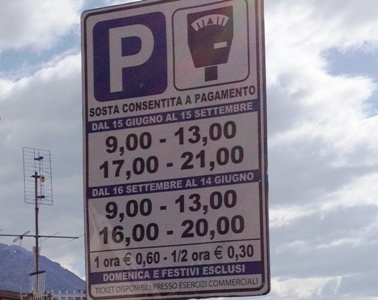 P
SOSTA CONSENTITA A PAGAMENTO
DAL 15 GIUGNO AL 15 SETTEMBRE
9,00 - 13,00
17,00 - 21,00
DAL 16 SETTEMBRE AL 14 GIUGNO
9,00 - 13,00
16,00 - 20,00
1 ora € 0,60 - 1/2 ora € 0,30
DOMENICA E FESTIVI ESCLUSI
TICKET DISPONIBILI PRESSO ESERCIZI COMMERCIALI